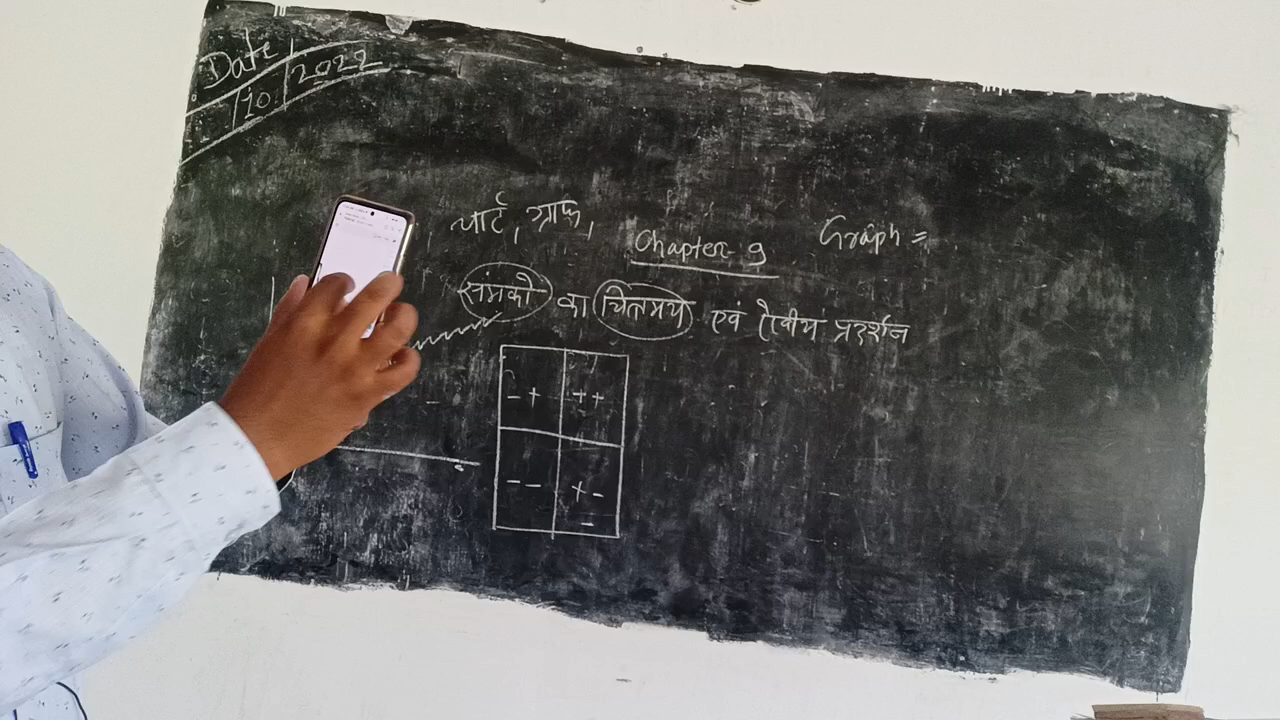 Date
10 2022
चार्ट, ग्राफ,
Graph =
Chapter-9
समंको का चित्रमय एवं रेखीय प्रदर्शन
- + ++
-- +-
-